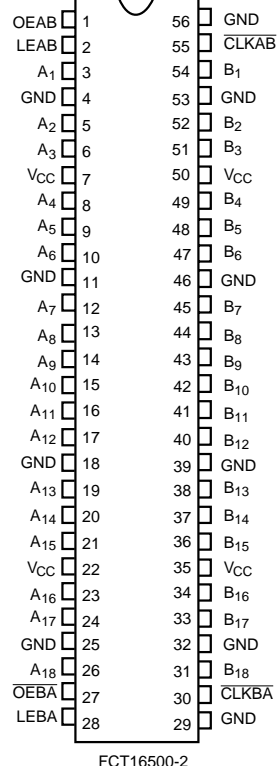 OEAB 1 56 GND
LEAB 2 55 CLKAB
A1 3 54 B1
GND 4 53 GND
A2 5 52 B2
A3 6 51 B3
VCC 7 50 VCC
A4 8 49 B4
A5 9 48 B5
A6 10 47 B6
GND 11 46 GND
A7 12 45 B7
A8 13 44 B8
A9 14 43 B9
A10 15 42 B10
A11 16 41 B11
A12 17 40 B12
GND 18 39 GND
A13 19 38 B13
A14 20 37 B14
A15 21 36 B15
VCC 22 35 VCC
A16 23 34 B16
A17 24 33 B17
GND 25 32 GND
A18 26 31 B18
OEBA 27 30 CLKBA
LEBA 28 29 GND
FCT16500-2